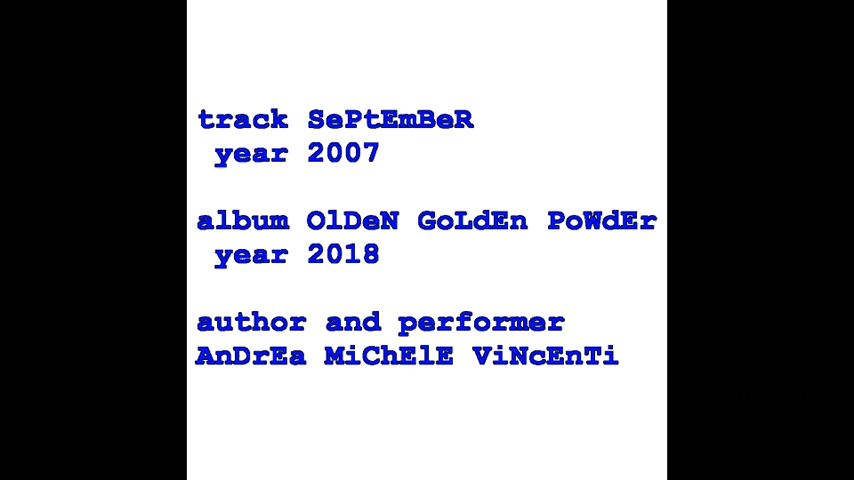 track SePtEmBeR
year 2007
album OlDeN GoLdEn PoWdEr
year 2018
author and performer
AnDrEa MiChElE ViNcEnTi